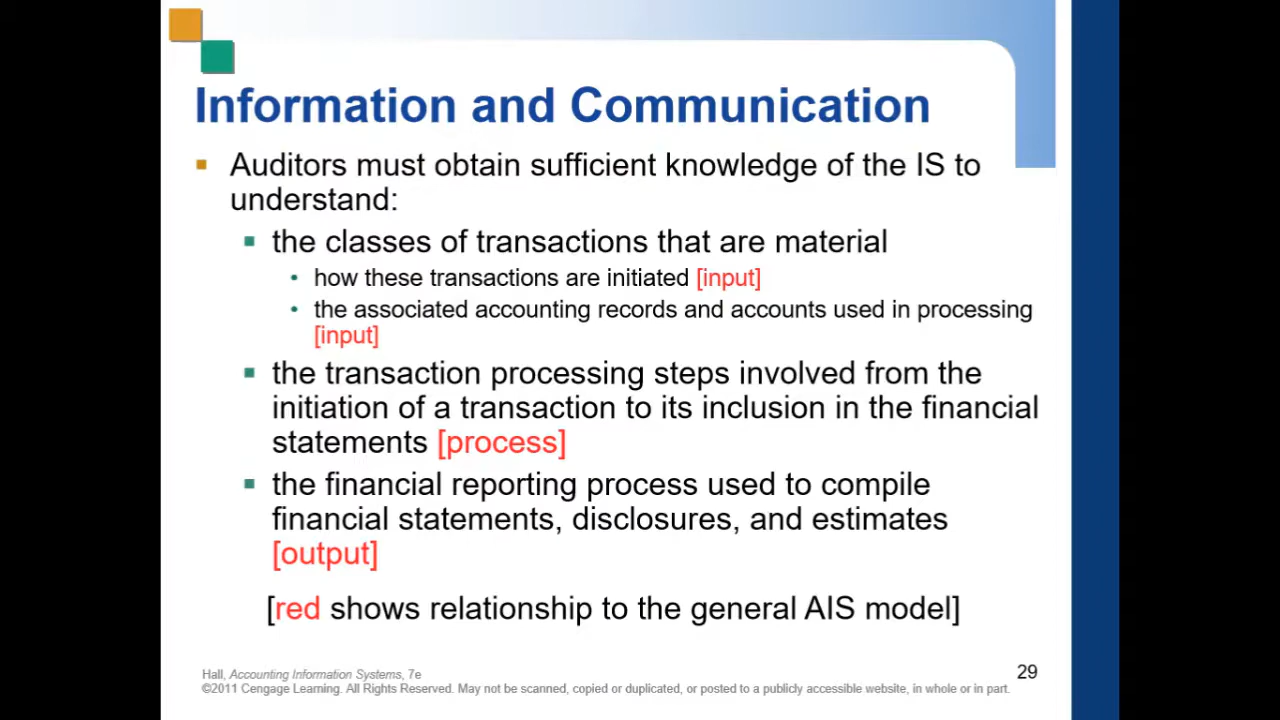 Information and Communication
Auditors must obtain sufficient knowledge of the IS to
understand:
the classes of transactions that are material
how these transactions are initiated [input]
the associated accounting records and accounts used in processing
[input]
the transaction processing steps involved from the
initiation of a transaction to its inclusion in the financial
statements [process]
the financial reporting process used to compile
financial statements, disclosures, and estimates
[output]
[red shows relationship to the general AIS model]
Hall, Accounting Information Systems, 7e
©2011 Cengage Learning. All Rights Reserved. May not be scanned, copied or duplicated, or posted to a publicly accessible website, in whole or in part.
29